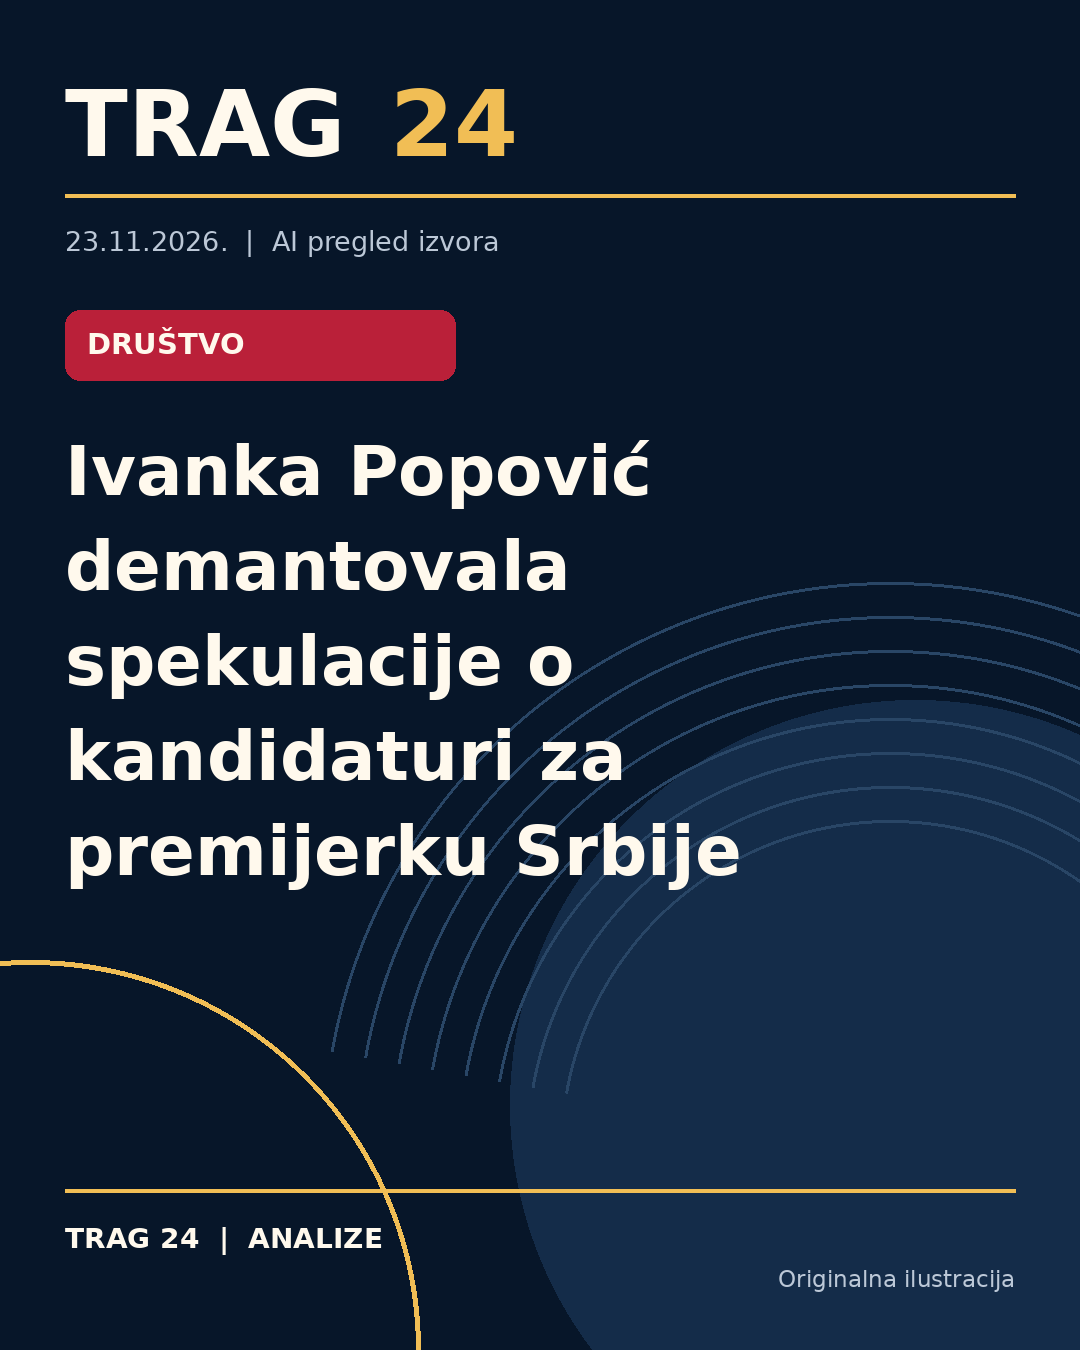 TRAG 24
23.11.2026. | AI pregled izvora
DRUŠTVO
Ivanka Popović
demantovala
spekulacije o
kandidaturi za
premijerku Srbije
TRAG 24 | ANALIZE
Originalna ilustracija